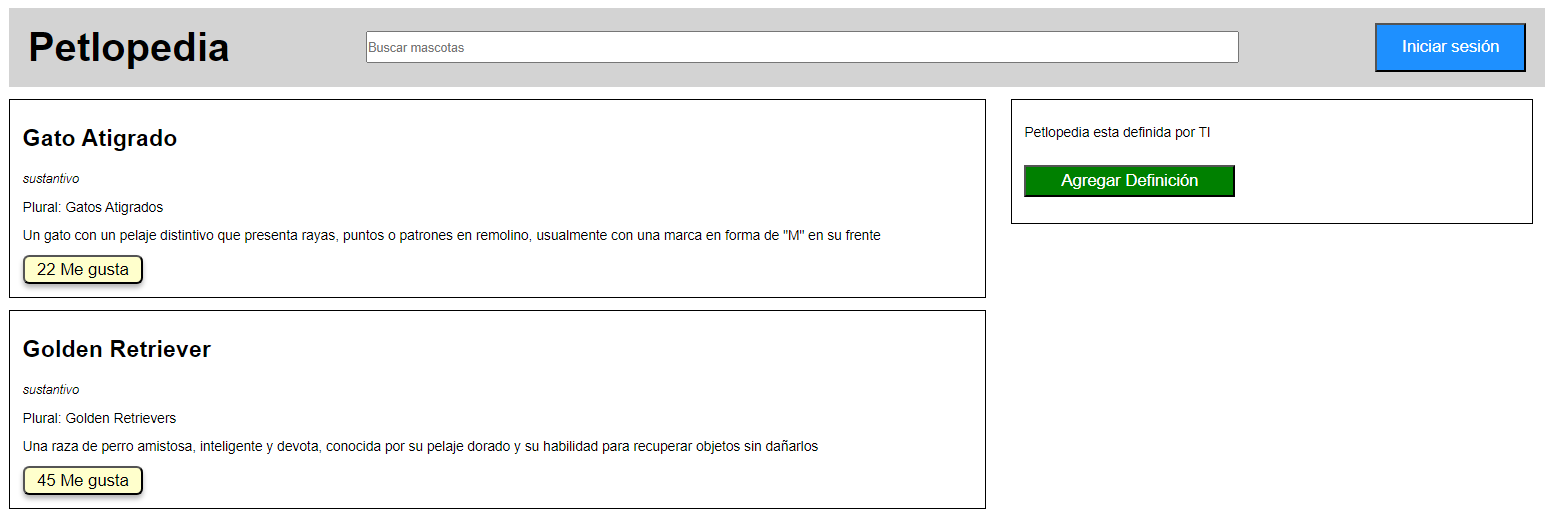 Petlopedia
Buscar mascotas
Iniciar sesión
Gato Atigrado
sustantivo
Plural: Gatos Atigrados
Un gato con un pelaje distintivo que presenta rayas, puntos o patrones en remolino, usualmente con una marca en forma de "M" en su frente
22 Me gusta
Golden Retriever
sustantivo
Plural: Golden Retrievers
Una raza de perro amistosa, inteligente y devota, conocida por su pelaje dorado y su habilidad para recuperar objetos sin dañarlos
45 Me gusta
Petlopedia esta definida por TI
Agregar Definición